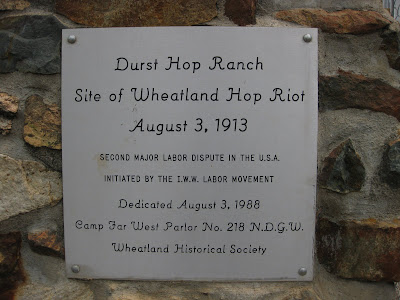 Durst Hop Ranch
Site of Wheatland Hop Riot
August 3, 1913
SECOND MAJOR LABOR DISPUTE IN THE U.S.A.
INITIATED BY THE I.W.W. LABOR MOVEMENT
Dedicated August 3, 1988
Camp Far West Parlor No. 218 N.D.G.W.
Wheatland Historical Society